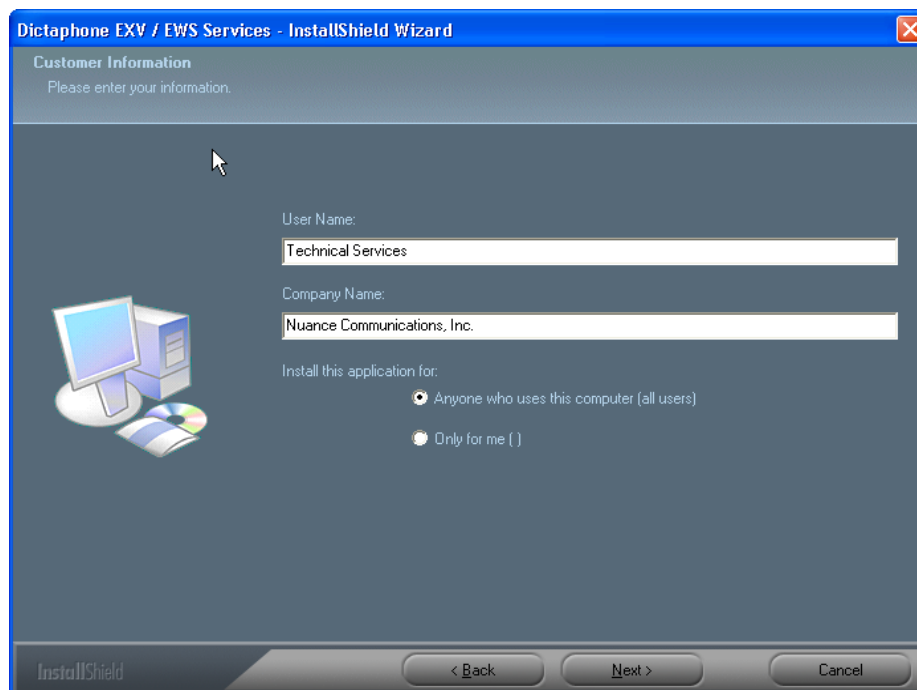 Dictaphone EXV / EWS Services - InstallShield Wizard
Customer Information
Please enter your information.
User Name:
Technical Services
Company Name:
Nuance Communications, Inc.
Install this application for:
Anyone who uses this computer (all users)
Only for me ( )
InstallShield
< Back Next > Cancel